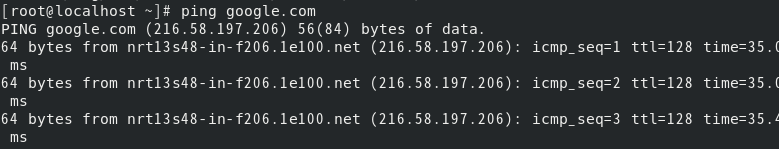 [root@localhost ~]# ping google.com
PING google.com (216.58.197.206) 56(84) bytes of data.
64 bytes from nrt13s48-in-f206.1e100.net (216.58.197.206): icmp_seq=1 ttl=128 time=35.0
ms
64 bytes from nrt13s48-in-f206.1e100.net (216.58.197.206): icmp_seq=2 ttl=128 time=35.0
ms
64 bytes from nrt13s48-in-f206.1e100.net (216.58.197.206): icmp_seq=3 ttl=128 time=35.4
ms